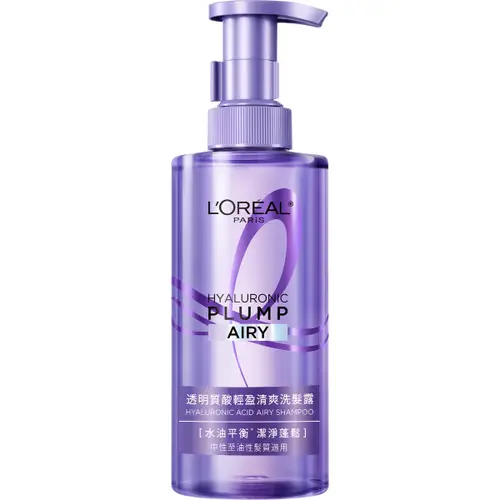 L'ORÉAL®
PARIS
HYALURONIC
PLUMP
AIRY
透明質酸輕盈清爽洗髮露
HYALURONIC ACID AIRY SHAMPOO
[水油平衡* 潔淨蓬鬆]
中性至油性髮質適用